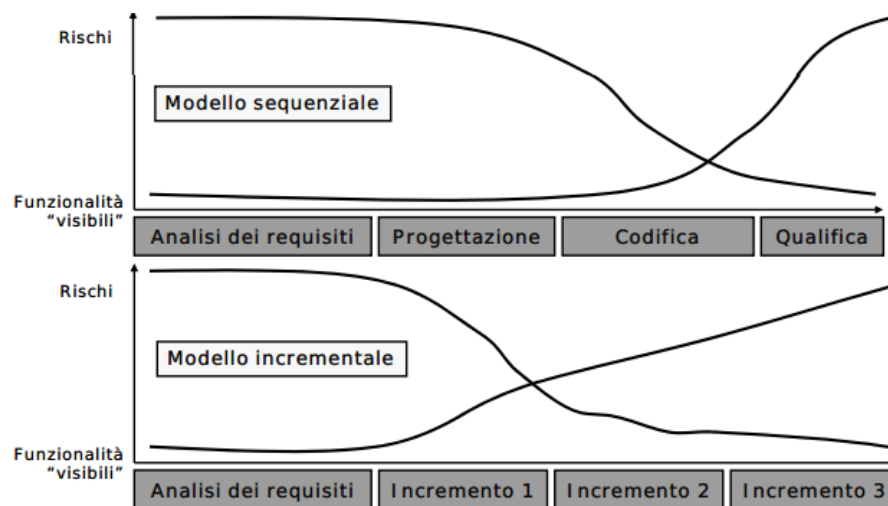 Rischi
Modello sequenziale
Funzionalità
“visibili”
Analisi dei requisiti Progettazione Codifica Qualifica
Rischi
Modello incrementale
Funzionalità
“visibili”
Analisi dei requisiti Incremento 1 Incremento 2 Incremento 3